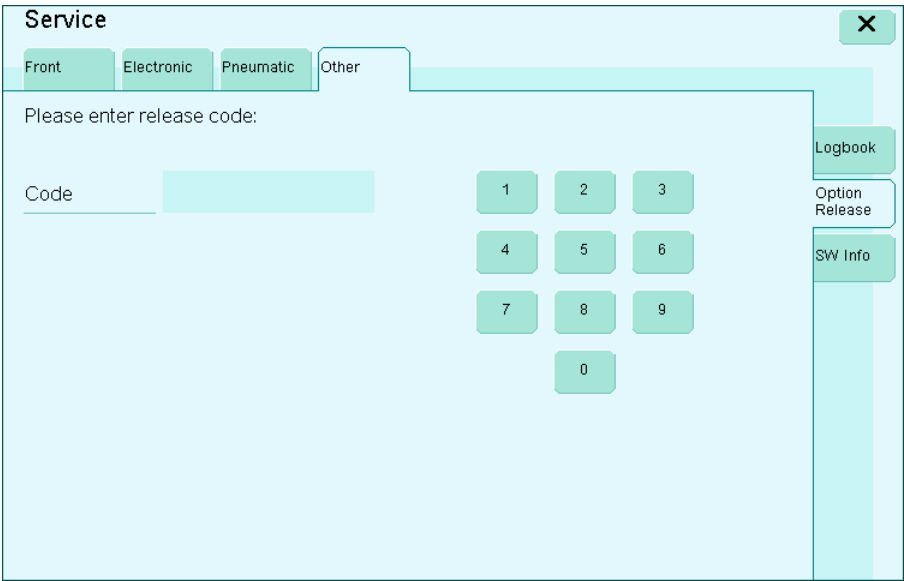 Service
X
Front Electronic Pneumatic Other
Please enter release code:
Logbook
Code
1 2 3
Option
Release
4 5 6
SW Info
7 8 9
0